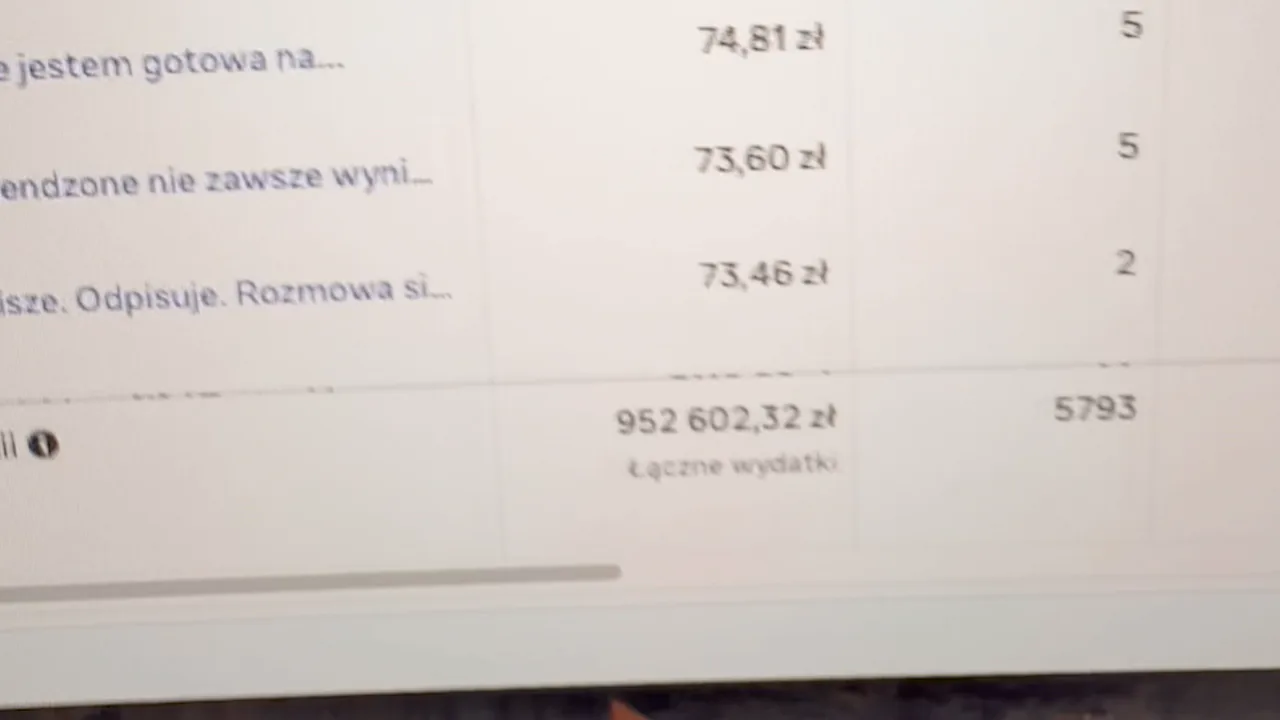 e jestem gotowa na... 74,81 zł 5
endzone nie zawsze wyni... 73,60 zł 5
isze. Odpisuje. Rozmowa si... 73,46 zł 2
ii 952 602,32 zł 5793
Łączne wydatki